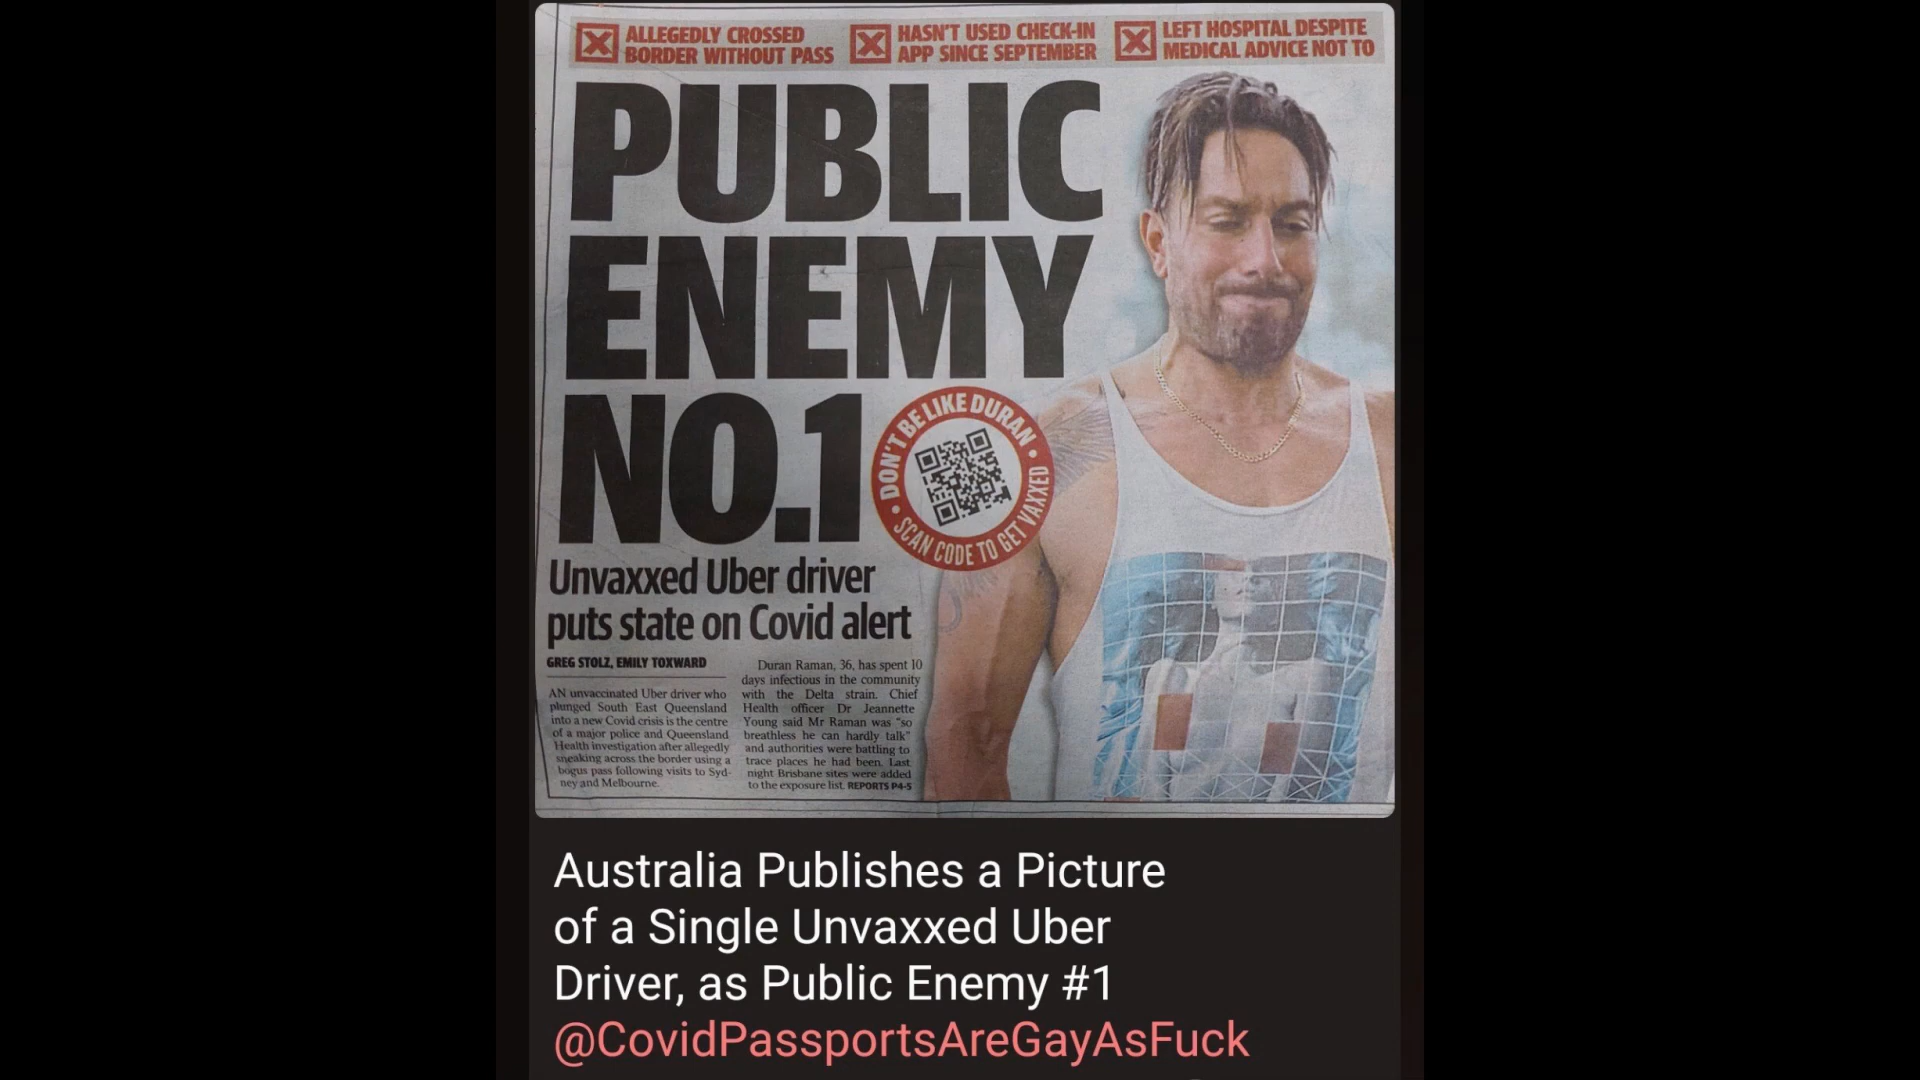 ALLEGEDLY CROSSED
BORDER WITHOUT PASS
HASN'T USED CHECK-IN
APP SINCE SEPTEMBER
LEFT HOSPITAL DESPITE
MEDICAL ADVICE NOT TO
PUBLIC
ENEMY
NO.1
DON'T BE LIKE DURAN
SCAN CODE TO GET VAXXED
Unvaxxed Uber driver
puts state on Covid alert
GREG STOLZ, EMILY TOXWARD
AN unvaccinated Uber driver who
plunged South East Queensland
into a new Covid crisis is the centre
of a major police and Queensland
Health investigation after allegedly
sneaking across the border using a
bogus pass following visits to Syd-
ney and Melbourne.
Duran Raman, 36, has spent 10
days infectious in the community
with the Delta strain. Chief
Health officer Dr Jeannette
Young said Mr Raman was "so
breathless he can hardly talk"
and authorities were battling to
trace places he had been. Last
night Brisbane sites were added
to the exposure list. REPORTS P4-5
Australia Publishes a Picture
of a Single Unvaxxed Uber
Driver, as Public Enemy #1
@CovidPassportsAreGayAsFuck